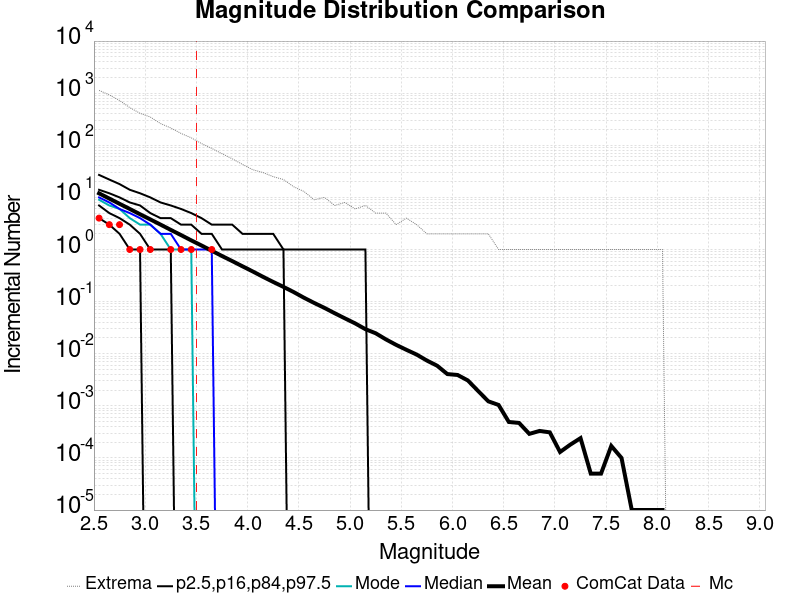 Magnitude Distribution Comparison
10^4
10^3
10^2
10^1
10^0
10^-1
10^-2
10^-3
10^-4
10^-5
Incremental Number
2.5 3.0 3.5 4.0 4.5 5.0 5.5 6.0 6.5 7.0 7.5 8.0 8.5 9.0
Magnitude
Extrema p2.5,p16,p84,p97.5 Mode Median Mean ComCat Data Mc